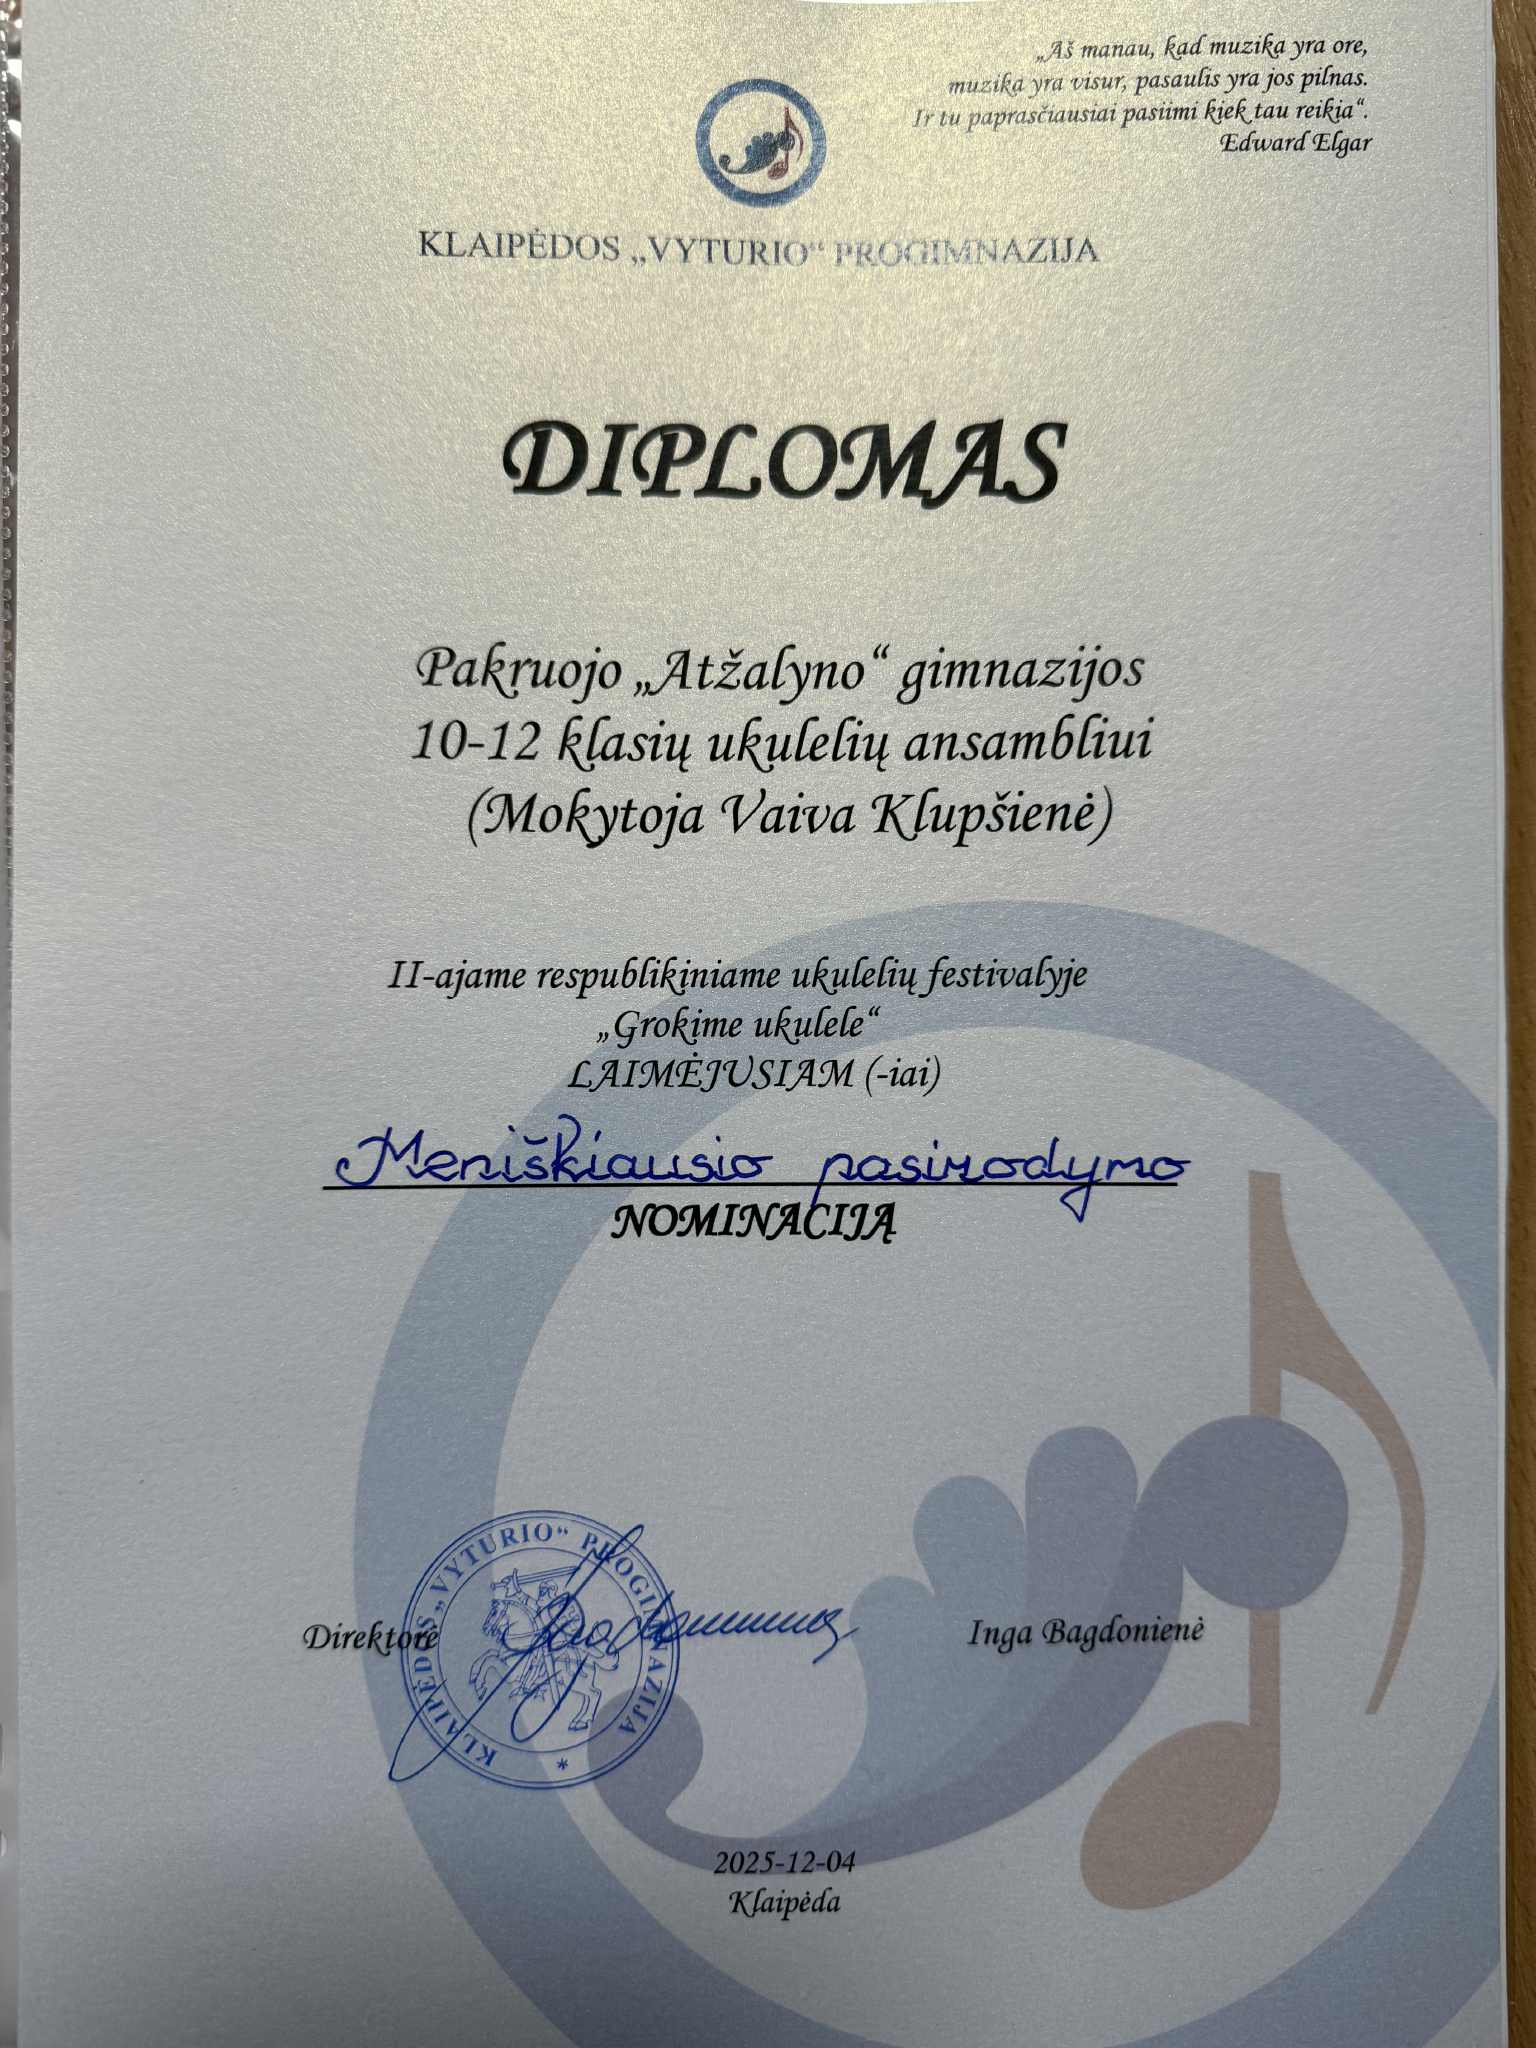 „Aš manau, kad muzika yra ore,
muzika yra visur, pasaulis yra jos pilnas.
Ir tu paprasčiausiai pasiimi kiek tau reikia“.
Edward Elgar
KLAIPĖDOS „VYTURIO“ PROGIMNAZIJA
DIPLOMAS
Pakruojo „Atžalyno“ gimnazijos
10-12 klasių ukulelių ansambliui
(Mokytoja Vaiva Klupšienė)
II-ajame respublikiniame ukulelių festivalyje
„Grokime ukulele“
LAIMĖJUSIAM (-iai)
Meniškiausio pasirodymo
NOMINACIJĄ
Direktorė
KLAIPĖDOS „VYTURIO“ PROGIMNAZIJA *
Inga Bagdonienė
2025-12-04
Klaipėda